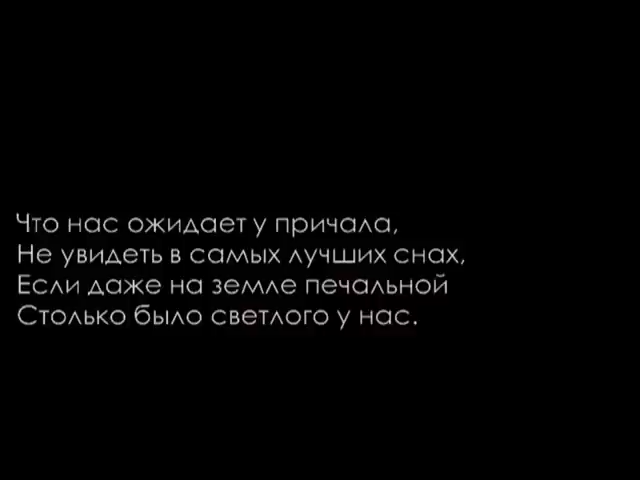 Что нас ожидает у причала,
Не увидеть в самых лучших снах,
Если даже на земле печальной
Столько было светлого у нас.